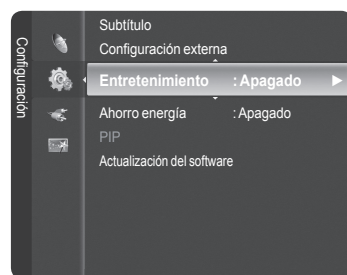 Configuración
Subtítulo
Configuración externa
Entretenimiento : Apagado
Ahorro energía : Apagado
PIP
Actualización del software